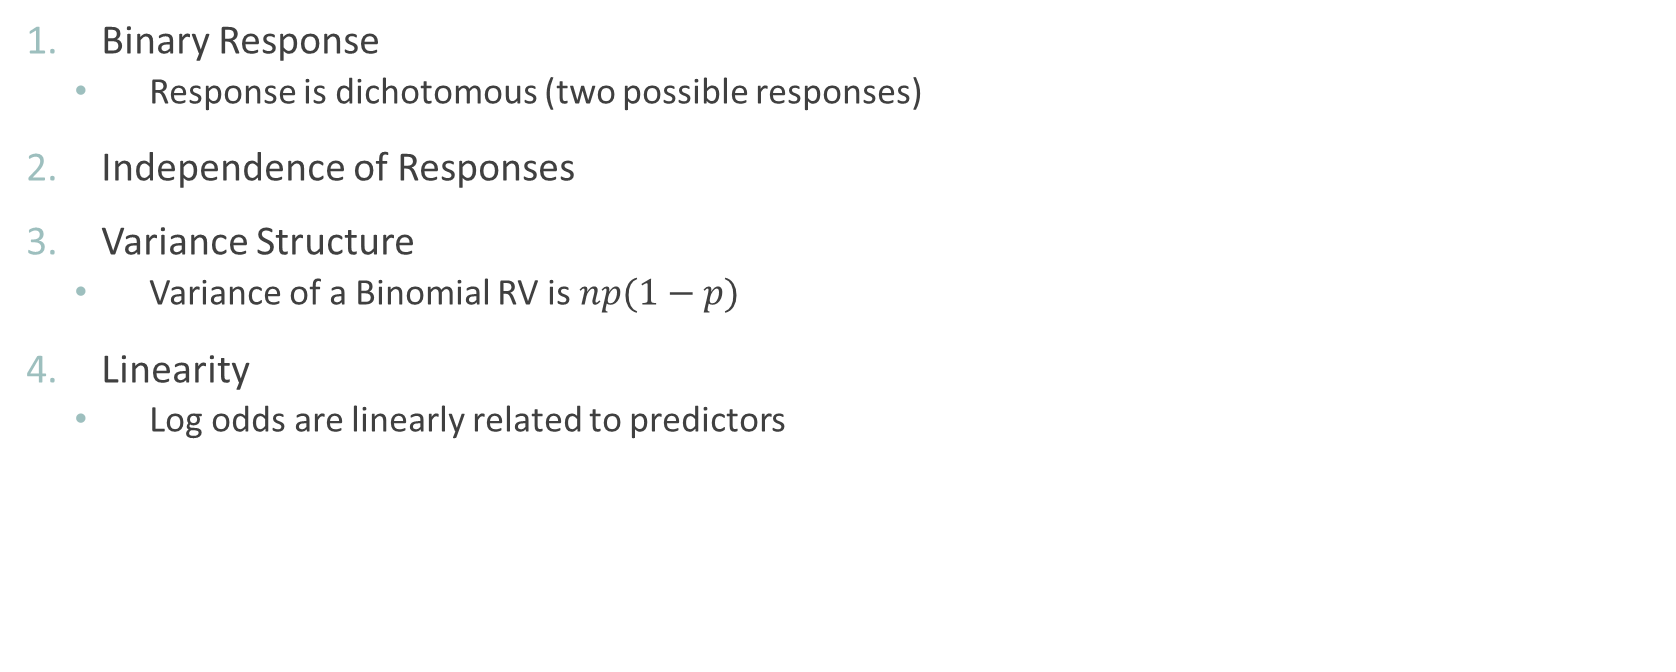 1. Binary Response
• Response is dichotomous (two possible responses)
2. Independence of Responses
3. Variance Structure
• Variance of a Binomial RV is 𝑛𝑝(1 − 𝑝)
4. Linearity
• Log odds are linearly related to predictors